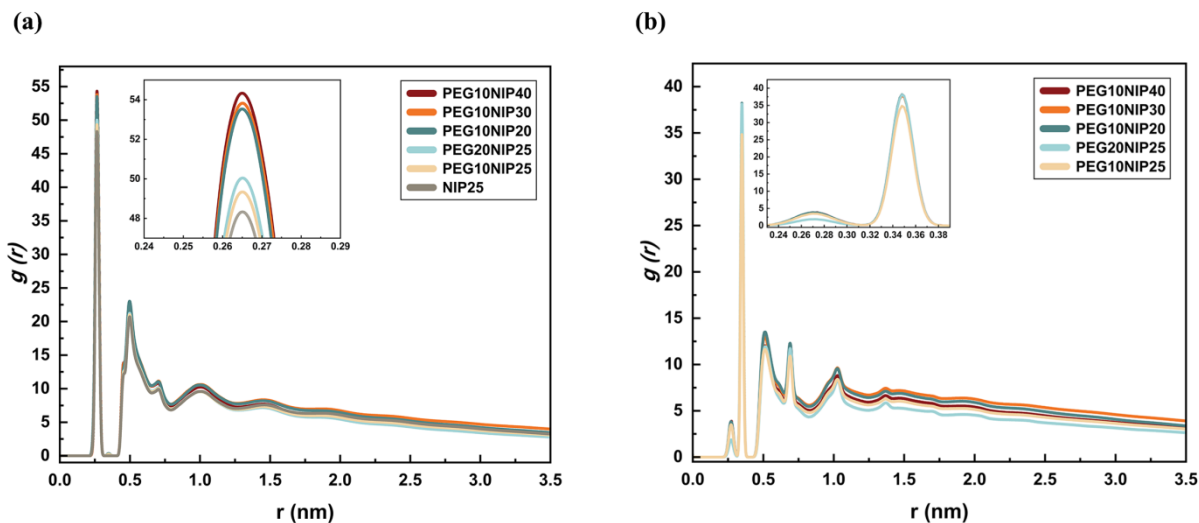 (a)
(b)
g (r)
55
50
45
40
35
30
25
20
15
10
5
0
0.0 0.5 1.0 1.5 2.0 2.5 3.0 3.5
r (nm)
54
52
50
48
0.24 0.25 0.26 0.27 0.28 0.29
PEG10NIP40
PEG10NIP30
PEG10NIP20
PEG20NIP25
PEG10NIP25
NIP25
g (r)
40
35
30
25
20
15
10
5
0
0.0 0.5 1.0 1.5 2.0 2.5 3.0 3.5
r (nm)
40
35
30
25
20
15
10
5
0
0.24 0.26 0.28 0.30 0.32 0.34 0.36 0.38
PEG10NIP40
PEG10NIP30
PEG10NIP20
PEG20NIP25
PEG10NIP25